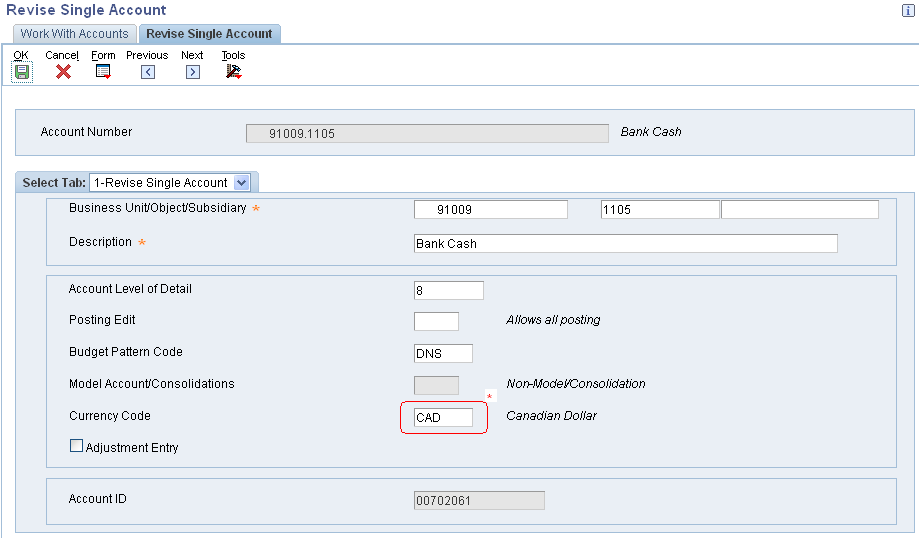 Revise Single Account
Work With Accounts Revise Single Account
OK Cancel Form Previous Next Tools
Account Number 91009.1105 Bank Cash
Select Tab: 1-Revise Single Account
Business Unit/Object/Subsidiary * 91009 1105
Description * Bank Cash
Account Level of Detail 8
Posting Edit Allows all posting
Budget Pattern Code DNS
Model Account/Consolidations * Non-Model/Consolidation
Currency Code CAD Canadian Dollar
Adjustment Entry
Account ID 00702061